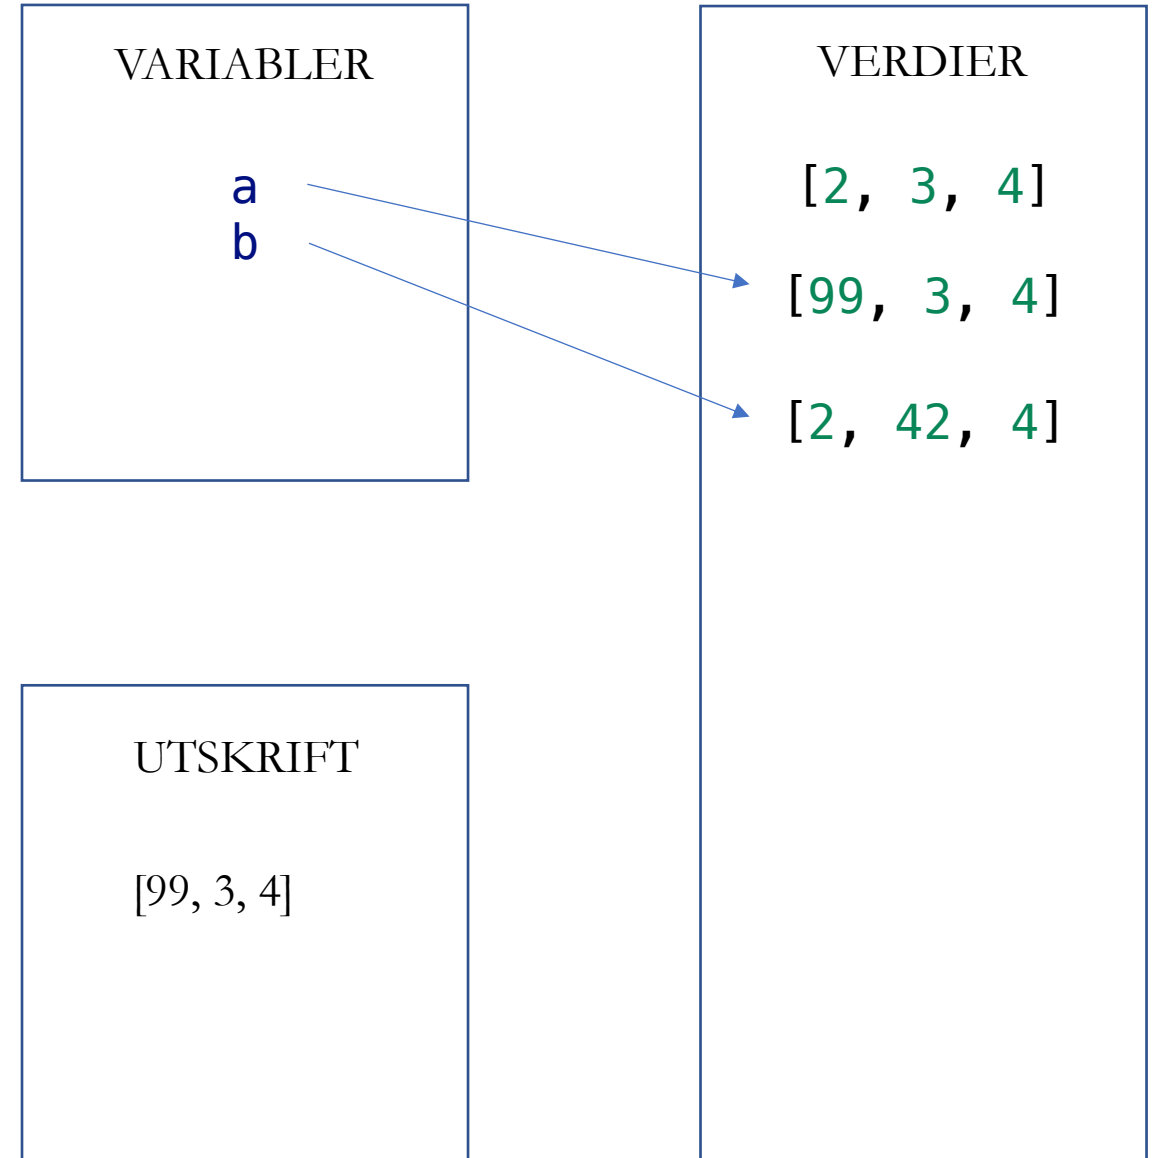 VARIABLER
a
b
VERDIER
[2, 3, 4]
[99, 3, 4]
[2, 42, 4]
UTSKRIFT
[99, 3, 4]